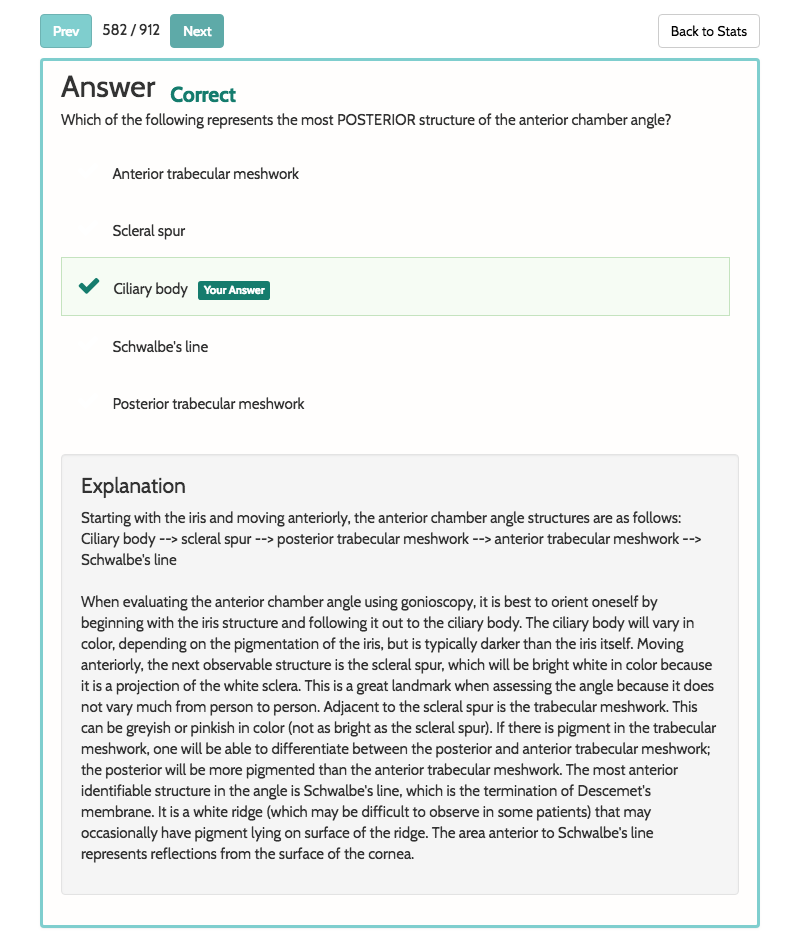 Prev 582 / 912 Next Back to Stats
Answer Correct
Which of the following represents the most POSTERIOR structure of the anterior chamber angle?
Anterior trabecular meshwork
Scleral spur
Ciliary body Your Answer
Schwalbe's line
Posterior trabecular meshwork
Explanation
Starting with the iris and moving anteriorly, the anterior chamber angle structures are as follows:
Ciliary body --> scleral spur --> posterior trabecular meshwork --> anterior trabecular meshwork -->
Schwalbe's line
When evaluating the anterior chamber angle using gonioscopy, it is best to orient oneself by
beginning with the iris structure and following it out to the ciliary body. The ciliary body will vary in
color, depending on the pigmentation of the iris, but is typically darker than the iris itself. Moving
anteriorly, the next observable structure is the scleral spur, which will be bright white in color because
it is a projection of the white sclera. This is a great landmark when assessing the angle because it does
not vary much from person to person. Adjacent to the scleral spur is the trabecular meshwork. This
can be greyish or pinkish in color (not as bright as the scleral spur). If there is pigment in the trabecular
meshwork, one will be able to differentiate between the posterior and anterior trabecular meshwork;
the posterior will be more pigmented than the anterior trabecular meshwork. The most anterior
identifiable structure in the angle is Schwalbe's line, which is the termination of Descemet's
membrane. It is a white ridge (which may be difficult to observe in some patients) that may
occasionally have pigment lying on surface of the ridge. The area anterior to Schwalbe's line
represents reflections from the surface of the cornea.